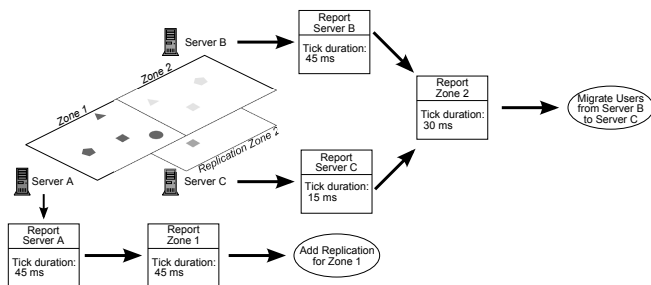 Server B
Report
Server B
Tick duration:
45 ms
Zone 2
Zone 1
Replication Zone 2
Report
Zone 2
Tick duration:
30 ms
Migrate Users
from Server B
to Server C
Server A
Server C
Report
Server C
Tick duration:
15 ms
Report
Server A
Tick duration:
45 ms
Report
Zone 1
Tick duration:
45 ms
Add Replication
for Zone 1